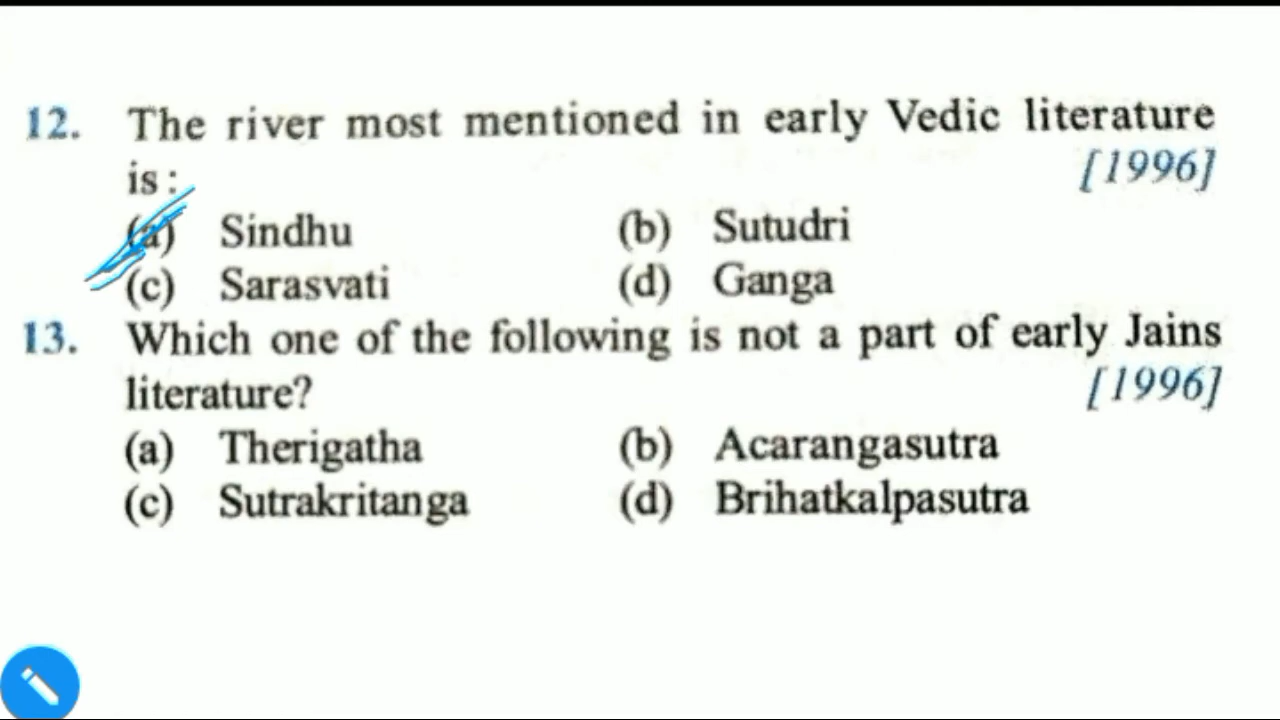 12. The river most mentioned in early Vedic literature
is : [1996]
(a) Sindhu (b) Sutudri
(c) Sarasvati (d) Ganga
13. Which one of the following is not a part of early Jains
literature? [1996]
(a) Therigatha (b) Acarangasutra
(c) Sutrakritanga (d) Brihatkalpasutra